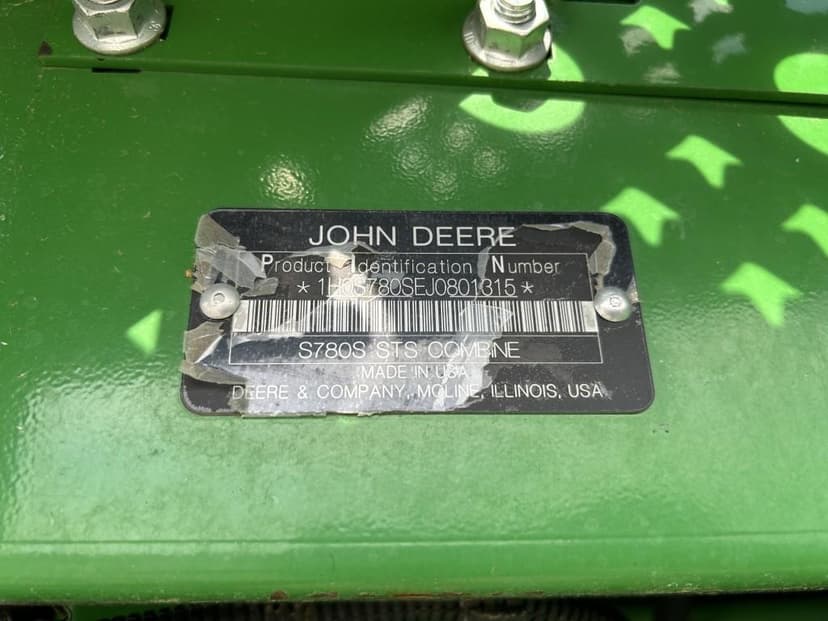 JOHN DEERE
Product Identification Number
*1H0S780SEJ0801315*
S780S STS COMBINE
MADE IN USA
DEERE & COMPANY, MOLINE, ILLINOIS, USA